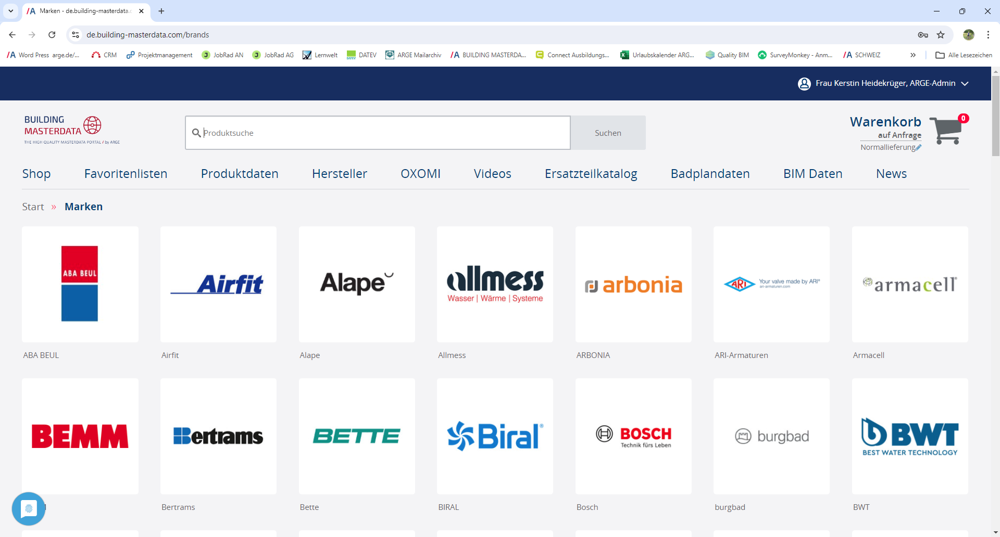 Marken - de.building-masterdata.c
de.building-masterdata.com/brands
Word Press arge.de/...
CRM
Projektmanagement
JobRad AN
JobRad AG
Lernwelt
DATEV
ARGE Mailarchiv
BUILDING MASTERDA...
Connect Ausbildungs...
Urlaubskalender ARG...
Quality BIM
SurveyMonkey - Anm...
SCHWEIZ
»
Alle Lesezeichen
Frau Kerstin Heidekrüger, ARGE-Admin
BUILDING
MASTERDATA
THE HIGH QUALITY MASTERDATA PORTAL / by ARGE
Produktsuche
Suchen
Warenkorb
0
auf Anfrage
Normallieferung
Shop Favoritenlisten Produktdaten Hersteller OXOMI Videos Ersatzteilkatalog Badplandaten BIM Daten News
Start » Marken
ABA BEUL
Airfit
Alape
allmess
Wasser | Wärme | Systeme
arbonia
ARI
Your valve made by ARI®
ari-armaturen.com
armacell®
ABA BEUL
Airfit
Alape
Allmess
ARBONIA
ARI-Armaturen
Armacell
BEMM
Bertrams
BETTE
Biral®
BOSCH
Technik fürs Leben
burgbad
BWT
BEST WATER TECHNOLOGY
Bertrams
Bette
BIRAL
Bosch
burgbad
BWT